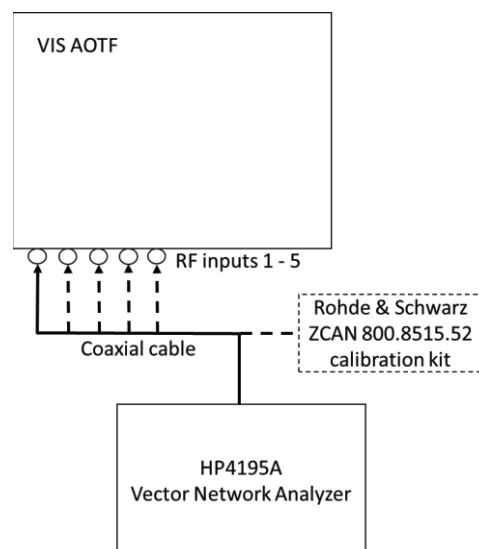 VIS AOTF
RF inputs 1 - 5
Coaxial cable
Rohde & Schwarz
ZCAN 800.8515.52
calibration kit
HP4195A
Vector Network Analyzer